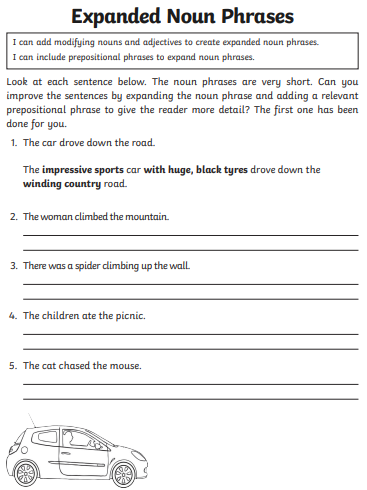 Expanded Noun Phrases
I can add modifying nouns and adjectives to create expanded noun phrases.
I can include prepositional phrases to expand noun phrases.
Look at each sentence below. The noun phrases are very short. Can you
improve the sentences by expanding the noun phrase and adding a relevant
prepositional phrase to give the reader more detail? The first one has been
done for you.
1. The car drove down the road.
The impressive sports car with huge, black tyres drove down the
winding country road.
2. The woman climbed the mountain.
3. There was a spider climbing up the wall.
4. The children ate the picnic.
5. The cat chased the mouse.